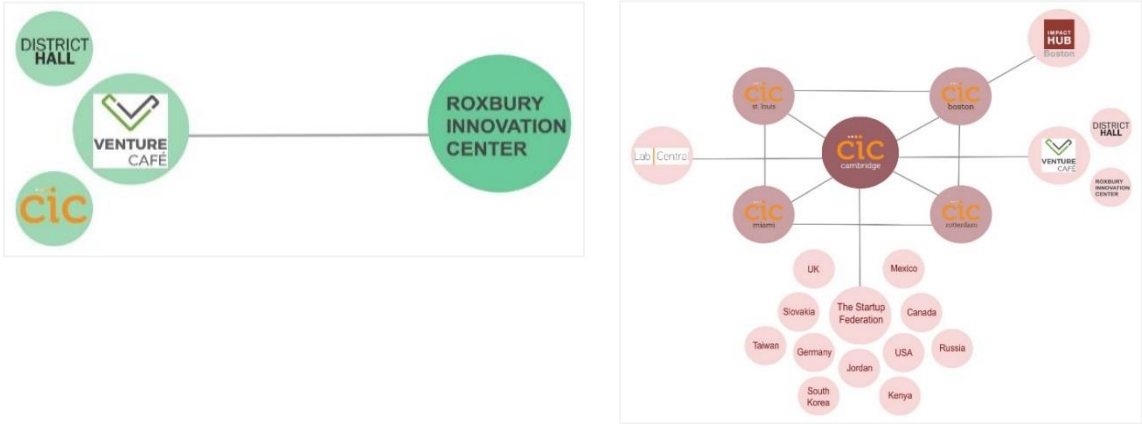 DISTRICT
HALL
VENTURE
CAFÉ
cic
ROXBURY
INNOVATION
CENTER
IMPACT
HUB
Boston
cic
st. louis
cic
boston
DISTRICT
HALL
Lab Central
cic
cambridge
VENTURE
CAFÉ
ROXBURY
INNOVATION
CENTER
cic
miami
cic
rotterdam
UK
Mexico
Slovakia
The Startup
Federation
Canada
Taiwan
Germany
USA
Russia
Jordan
South
Korea
Kenya